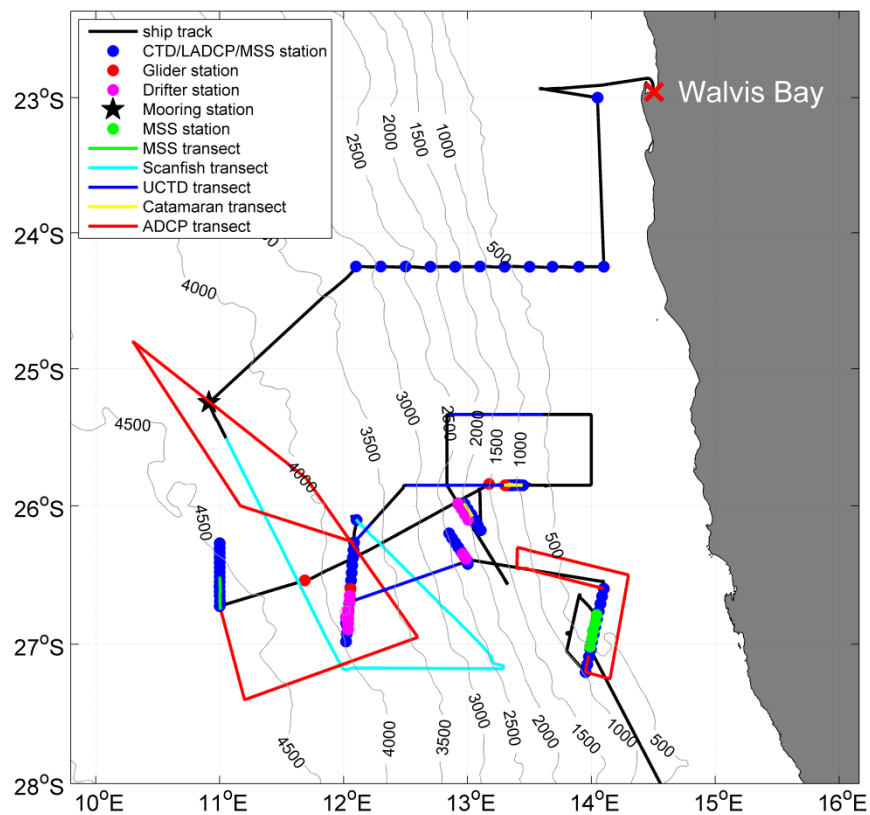 ship track
CTD/LADCP/MSS station
Glider station
Drifter station
Mooring station
MSS station
MSS transect
Scanfish transect
UCTD transect
Catamaran transect
ADCP transect
Walvis Bay
23°S
24°S
25°S
26°S
27°S
28°S
10°E
11°E
12°E
13°E
14°E
15°E
16°E
2500
2000
1500
1000
500
4000
4500
3000
3500
2500
2000
1500
1000
4000
4500
500
4500
4000
3500
3000
2500
2000
1500
1000
500